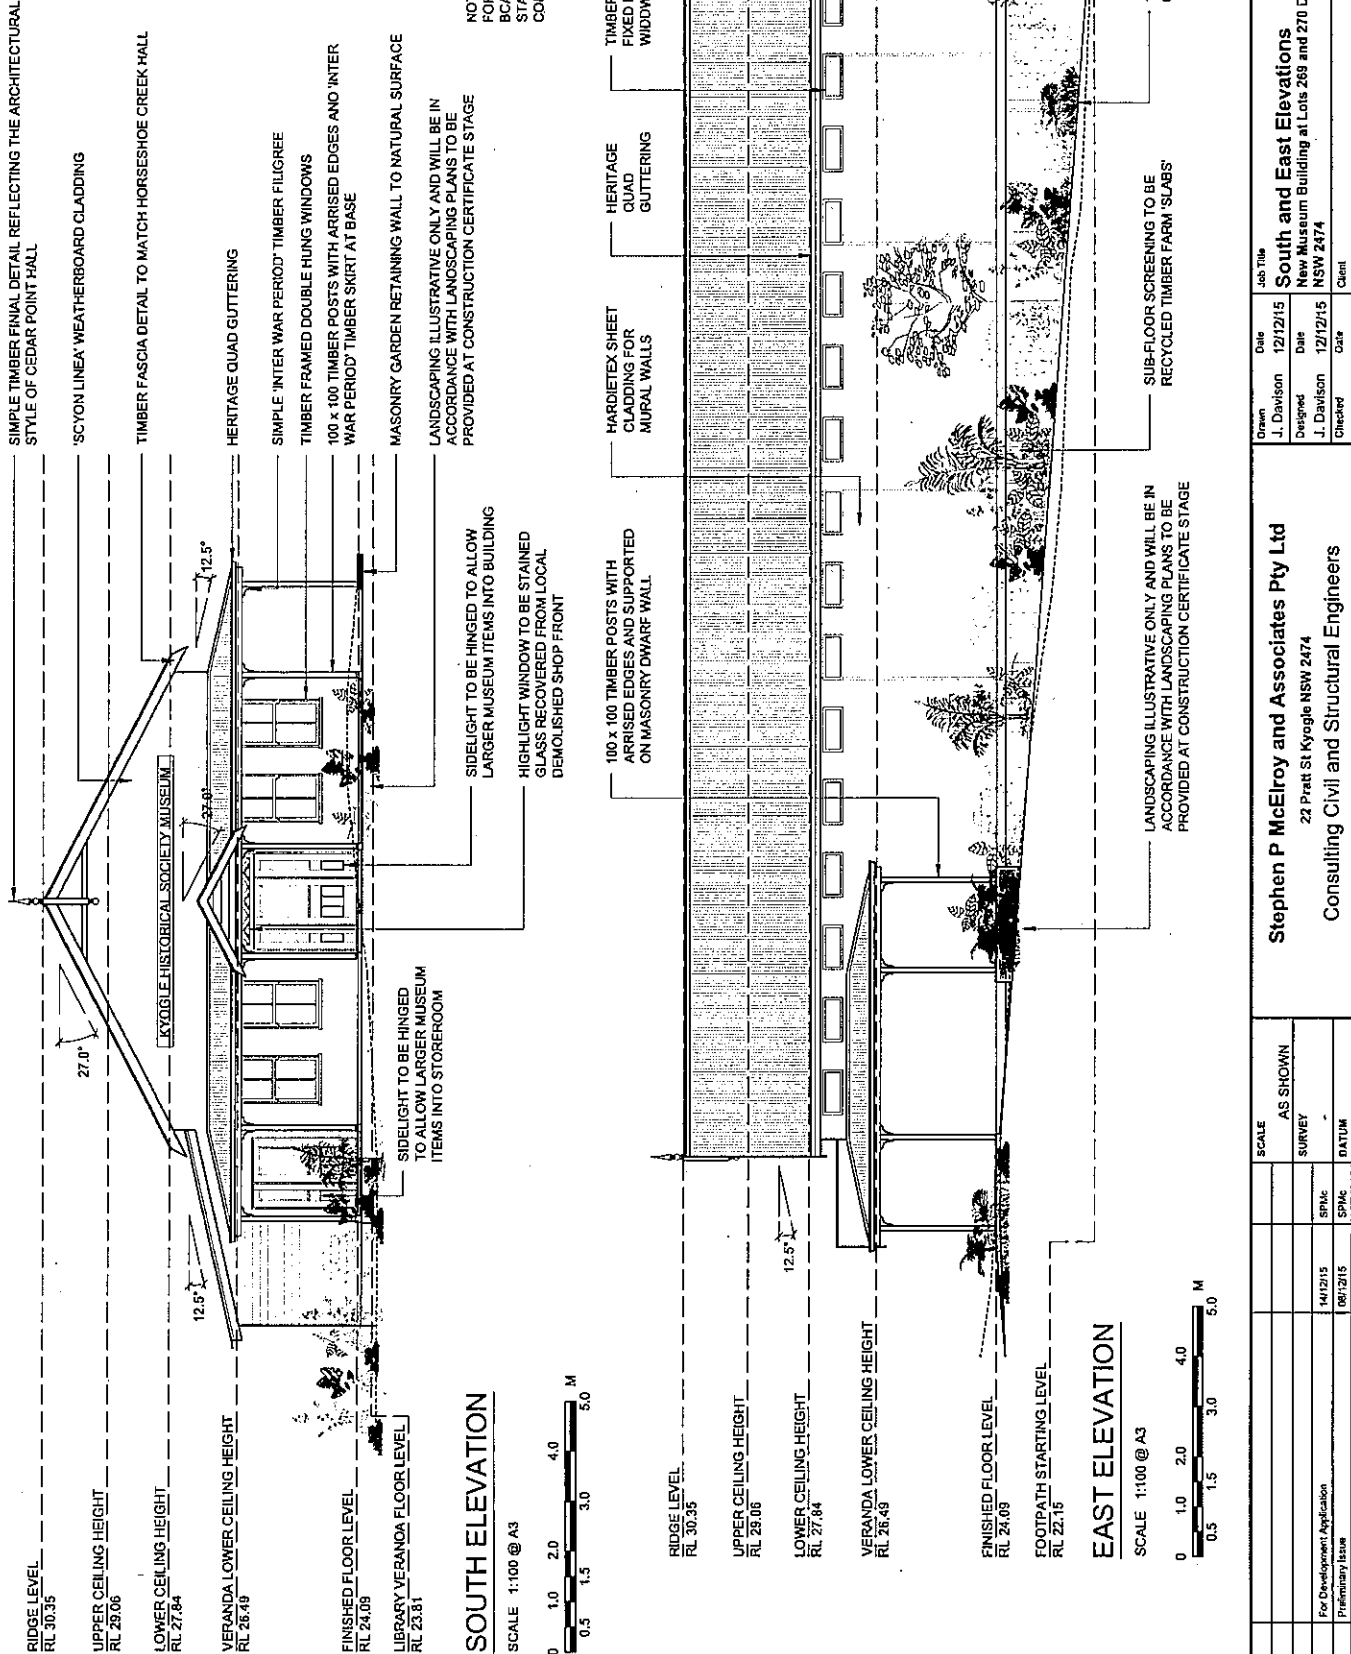 SIMPLE TIMBER FINAL DETAIL REFLECTING THE ARCHITECTURAL
STYLE OF CEDAR POINT HALL
'SCYON LINEA' WEATHERBOARD CLADDING
TIMBER FASCIA DETAIL TO MATCH HORSESHOE CREEK HALL
HERITAGE QUAD GUTTERING
SIMPLE 'INTER WAR PERIOD' TIMBER FILIGREE
TIMBER FRAMED DOUBLE HUNG WINDOWS
100 x 100 TIMBER POSTS WITH ARRISED EDGES AND 'INTER
WAR PERIOD' TIMBER SKIRT AT BASE
MASONRY GARDEN RETAINING WALL TO NATURAL SURFACE
LANDSCAPING ILLUSTRATIVE ONLY AND WILL BE IN
ACCORDANCE WITH LANDSCAPING PLANS TO BE
PROVIDED AT CONSTRUCTION CERTIFICATE STAGE
27.0°
KYOGLE HISTORICAL SOCIETY MUSEUM
27.0°
12.5°
12.5°
SIDELIGHT TO BE HINGED TO ALLOW
LARGER MUSEUM ITEMS INTO BUILDING
HIGHLIGHT WINDOW TO BE STAINED
GLASS RECOVERED FROM LOCAL
DEMOLISHED SHOP FRONT
SIDELIGHT TO BE HINGED
TO ALLOW LARGER MUSEUM
ITEMS INTO STOREROOM
RIDGE LEVEL
RL 30.35
UPPER CEILING HEIGHT
RL 29.06
LOWER CEILING HEIGHT
RL 27.84
VERANDA LOWER CEILING HEIGHT
RL 26.49
FINISHED FLOOR LEVEL
RL 24.09
LIBRARY VERANDA FLOOR LEVEL
RL 23.81
SOUTH ELEVATION
SCALE 1:100 @ A3
0 1.0 2.0 3.0 4.0 M
0.5 1.5 5.0
TIMBER
FIXED
HERITAGE
QUAD
GUTTERING
HARDIETEX SHEET
CLADDING FOR
MURAL WALLS
100 x 100 TIMBER POSTS WITH
ARRISED EDGES AND SUPPORTED
ON MASONRY DWARF WALL
SUB-FLOOR SCREENING TO BE
RECYCLED TIMBER FARM 'SLABS'
LANDSCAPING ILLUSTRATIVE ONLY AND WILL BE IN
ACCORDANCE WITH LANDSCAPING PLANS TO BE
PROVIDED AT CONSTRUCTION CERTIFICATE STAGE
12.5°
RIDGE LEVEL
RL 30.35
UPPER CEILING HEIGHT
RL 29.06
LOWER CEILING HEIGHT
RL 27.84
VERANDA LOWER CEILING HEIGHT
RL 26.49
FINISHED FLOOR LEVEL
RL 24.09
FOOTPATH STARTING LEVEL
RL 22.15
EAST ELEVATION
SCALE 1:100 @ A3
0 1.0 2.0 4.0 M
0.5 1.5 3.0 5.0
For Development Application 14/12/15 SPMc
Preliminary Issue 08/12/15 SPMc
SCALE
AS SHOWN
SURVEY
-
DATUM
Stephen P McElroy and Associates Pty Ltd
22 Pratt St Kyogle NSW 2474
Consulting Civil and Structural Engineers
Drawn Date
J. Davison 12/12/15
Designed Date
J. Davison 12/12/15
Checked Date
Job Title
South and East Elevations
New Museum Building at Lots 269 and 270
NSW 2474
Client